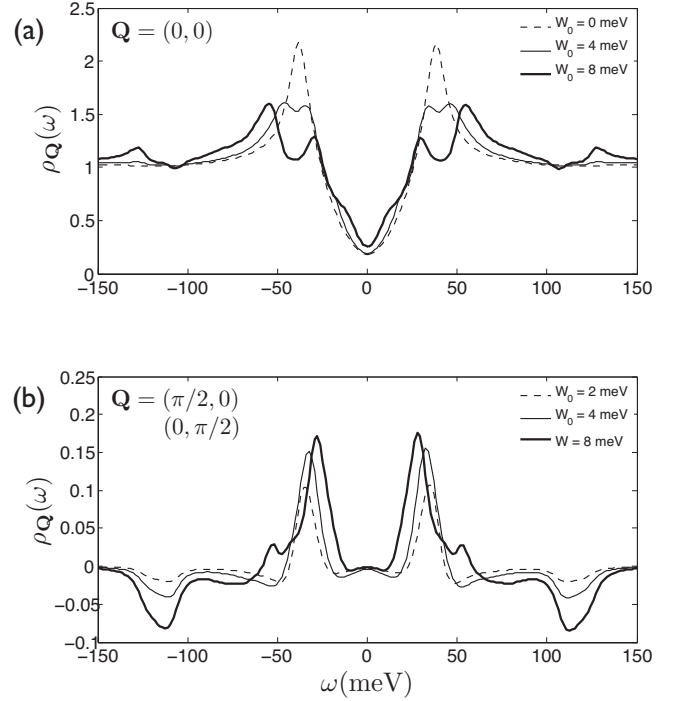 (a)
Q = (0, 0)
W₀ = 0 meV
W₀ = 4 meV
W₀ = 8 meV
2.5
2
1.5
1
0.5
0
ρQ(ω)
−150
−100
−50
0
50
100
150
(b)
Q = (π/2, 0)
(0, π/2)
W₀ = 2 meV
W₀ = 4 meV
W = 8 meV
0.25
0.2
0.15
0.1
0.05
0
−0.05
−0.1
ρQ(ω)
−150
−100
−50
0
50
100
150
ω(meV)